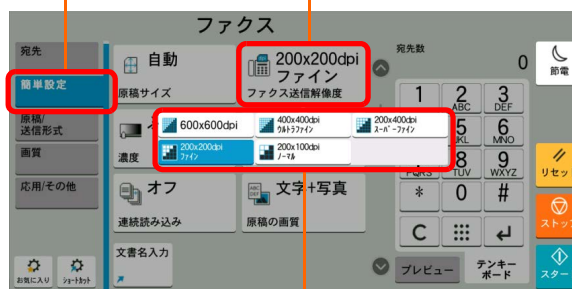 ファクス
宛先
簡単設定
原稿/
送信形式
画質
応用/その他
お気に入り
ショートカット
自動
原稿サイズ
200x200dpi
ファイン
ファクス送信解像度
600x600dpi
400x400dpi
ウルトラファイン
200x400dpi
スーパーファイン
200x200dpi
ファイン
200x100dpi
ノーマル
濃度
オフ
連続読み込み
文字+写真
原稿の画質
文書名入力
宛先数
0
1
2
ABC
3
DEF
5
JKL
6
MNO
7
PQRS
8
TUV
9
WXYZ
*
0
#
C
プレビュー
テンキー
ボード
節電
リセッ
ストッ
スター